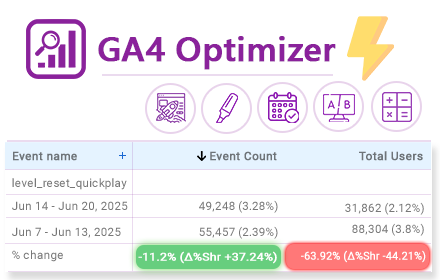 GA4 Optimizer
A B
Event name + Event Count Total Users
level_reset_quickplay
Jun 14 - Jun 20, 2025 49,248 (3.28%) 31,862 (2.12%)
Jun 7 - Jun 13, 2025 55,457 (2.39%) 88,304 (3.8%)
% change -11.2% (Δ%Shr +37.24%) -63.92% (Δ%Shr -44.21%)